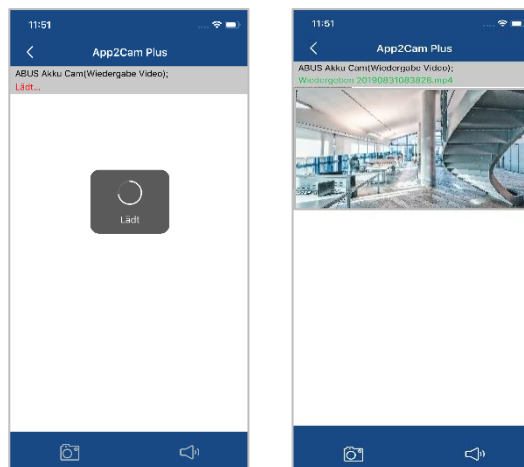 11:51
App2Cam Plus
ABUS Akku Cam(Wiedergabe Video);
Lädt...
Lädt
11:51
App2Cam Plus
ABUS Akku Cam(Wiedergabe Video);
Wiedergeben 20190831083828.mp4